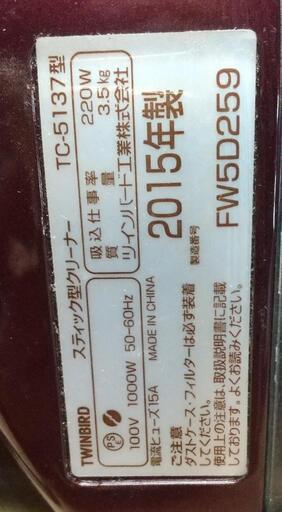 TWINBIRD スティック型クリーナー TC-5137型
PSE 100V 1000W 50-60Hz
吸込仕事率 220W
質量 3.5kg
電流ヒューズ15A MADE IN CHINA
ツインバード工業株式会社
2015年製
ご注意
ダストケース・フィルターは必ず装着
してください。
使用上の注意は、取扱説明書に記載
されています。よくお読みください。
製造番号 FW5D259